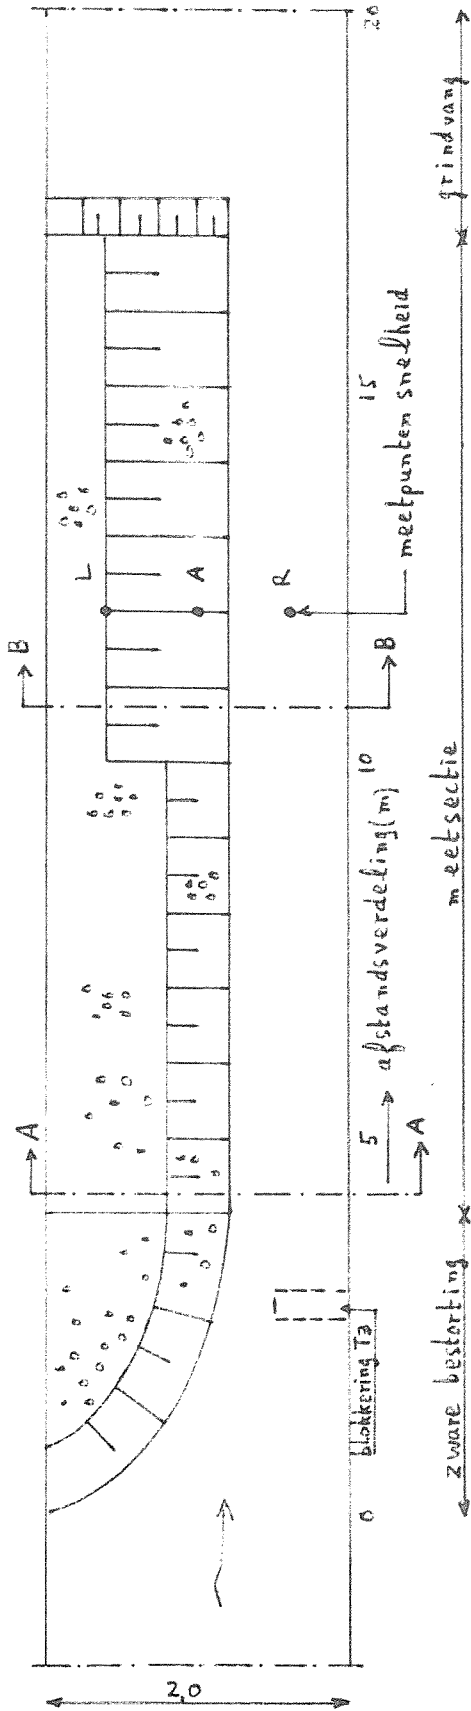 2,0
A
B
L
A
R
A
B
0
5
10
15
20
blokkering T3
afstandsverdeling (m)
meetpunten snelheid
zware bestorting
meetsectie
grindvang